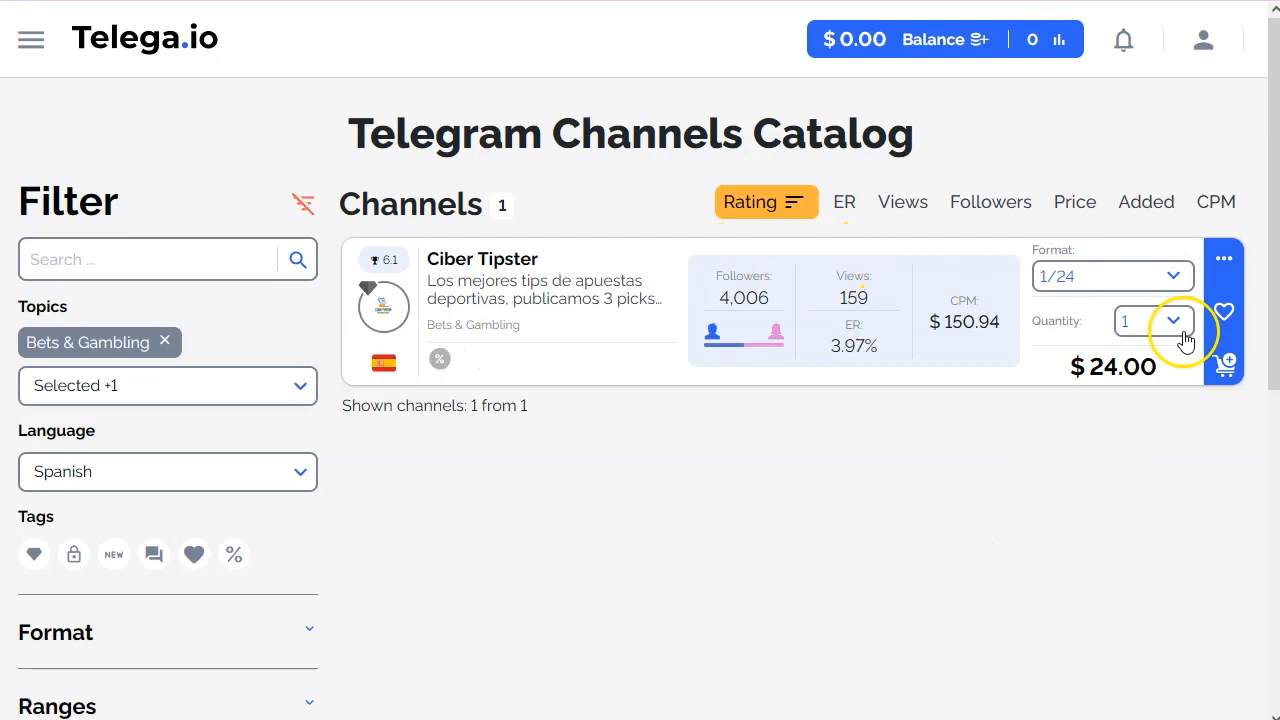 Telega.io
$ 0.00 Balance 0
Telegram Channels Catalog
Filter
Search ...
Topics
Bets & Gambling ×
Selected +1
Language
Spanish
Tags
NEW
%
Format
Ranges
Channels 1
Rating ER Views Followers Price Added CPM
6.1
Ciber Tipster
Los mejores tips de apuestas
deportivas, publicamos 3 picks...
Bets & Gambling
%
Followers:
4,006
Views:
159
ER:
3.97%
CPM:
$ 150.94
Format:
1/24
Quantity: 1
$ 24.00
Shown channels: 1 from 1